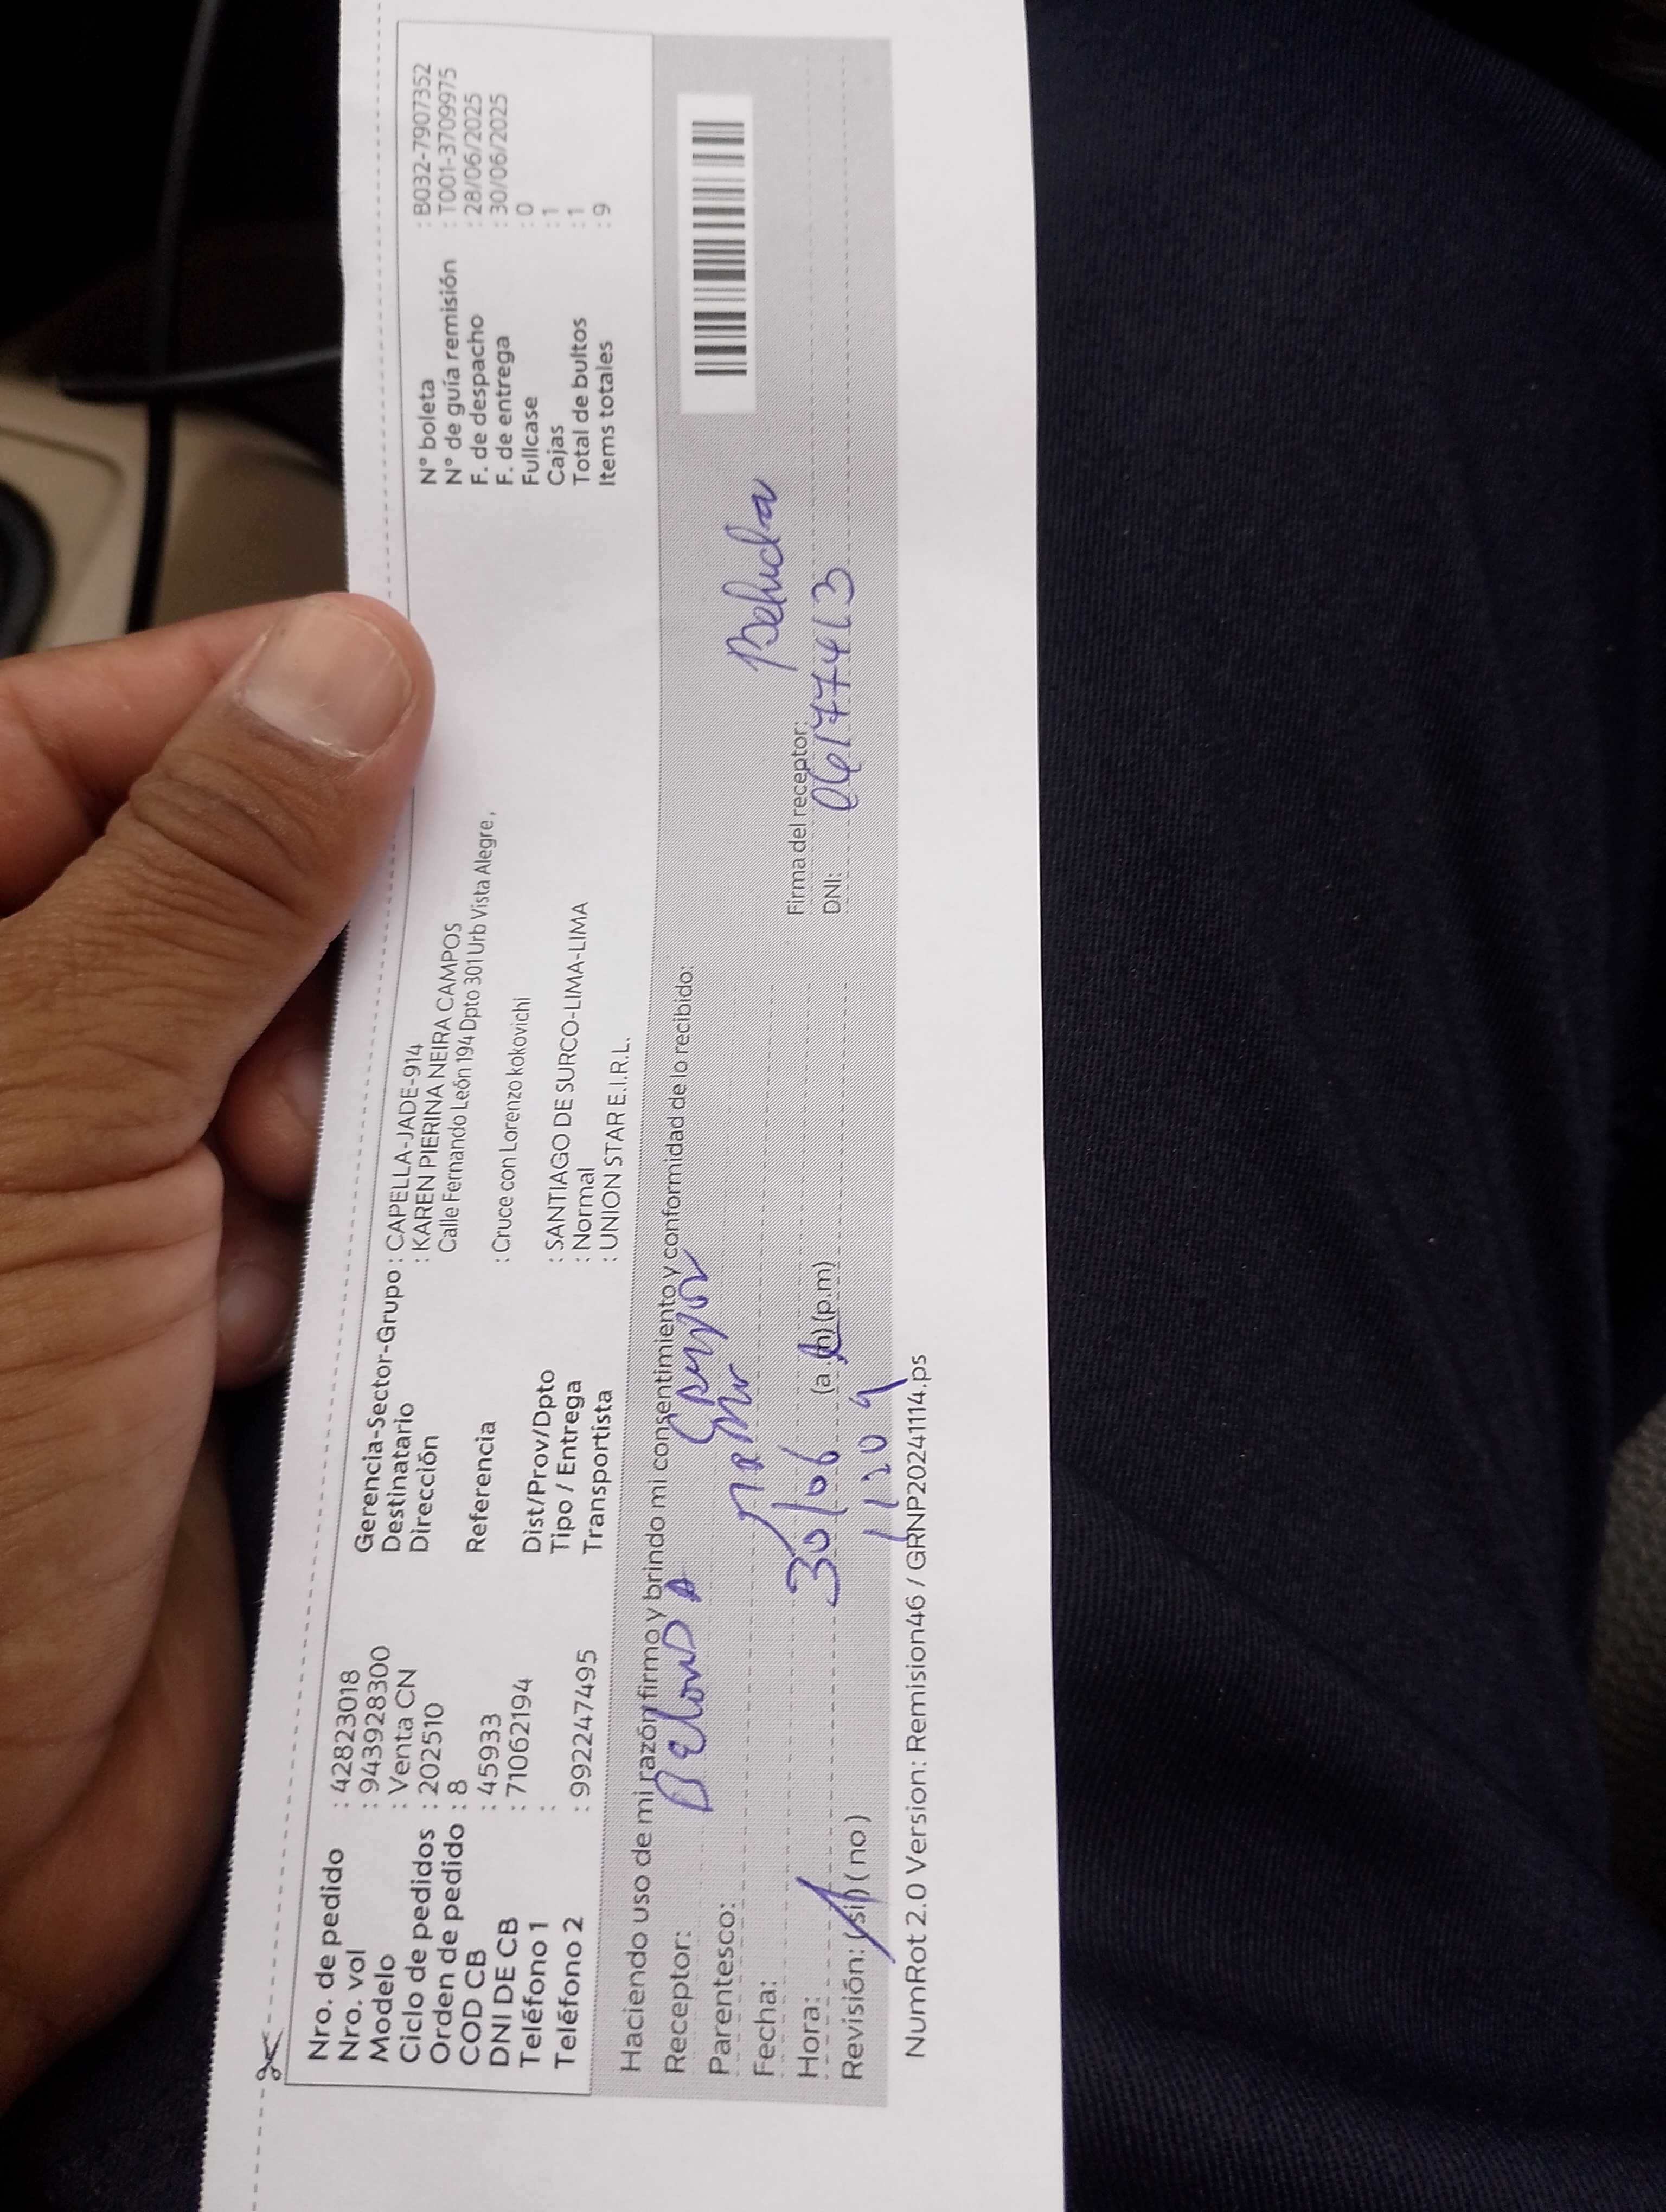 Nro. de pedido : 42823018
Nro. vol : 943928300
Modelo : Venta CN
Ciclo de pedidos : 202510
Orden de pedido : 8
COD CB : 45933
DNI DE CB : 71062194
Teléfono 1 :
Teléfono 2 : 992247495
Gerencia-Sector-Grupo : CAPELLA-JADE-914
Destinatario : KAREN PIERINA NEIRA CAMPOS
Dirección Calle Fernando León 194 Dpto 301 Urb Vista Alegre ,
Referencia : Cruce con Lorenzo kokovichi
Dist/Prov/Dpto : SANTIAGO DE SURCO-LIMA-LIMA
Tipo / Entrega : Normal
Transportista : UNION STAR E.I.R.L.
N° boleta : B032-7907352
N° de guía remisión : T001-3709975
F. de despacho : 28/06/2025
F. de entrega : 30/06/2025
Fullcase : 0
Cajas : 1
Total de bultos : 1
Items totales : 9
Haciendo uso de mi razón firmo y brindo mi consentimiento y conformidad de lo recibido:
Receptor:
Parentesco:
Fecha: 30/06
Hora: (a.m) (p.m)
Revisión: (si) (no)
Firma del receptor:
DNI: 06177413
NumRot 2.0 Version: Remision46 / GRNP20241114.ps